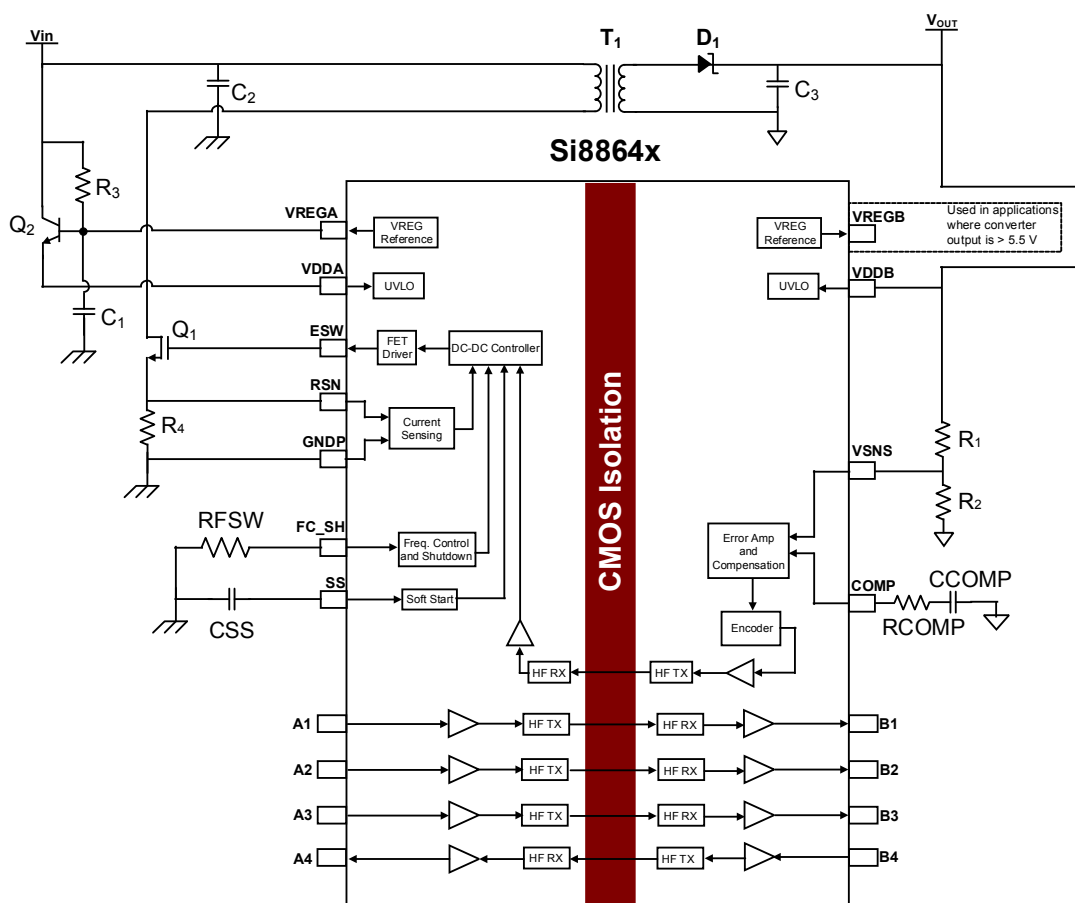 Vin
T1
D1
VOUT
C2
C3
Si8864x
R3
Q2
VREGA
VREG
Reference
VREG
Reference
VREGB
Used in applications
where converter
output is > 5.5 V
VDDA
UVLO
UVLO
VDDB
C1
Q1
ESW
FET
Driver
DC-DC Controller
RSN
Current
Sensing
R4
GNDP
CMOS Isolation
R1
VSNS
R2
RFSW
FC_SH
Freq. Control
and Shutdown
Error Amp
and
Compensation
SS
Soft Start
CSS
COMP
CCOMP
RCOMP
Encoder
HF RX
HF TX
A1
HF TX
HF RX
B1
A2
HF TX
HF RX
B2
A3
HF TX
HF RX
B3
A4
HF RX
HF TX
B4